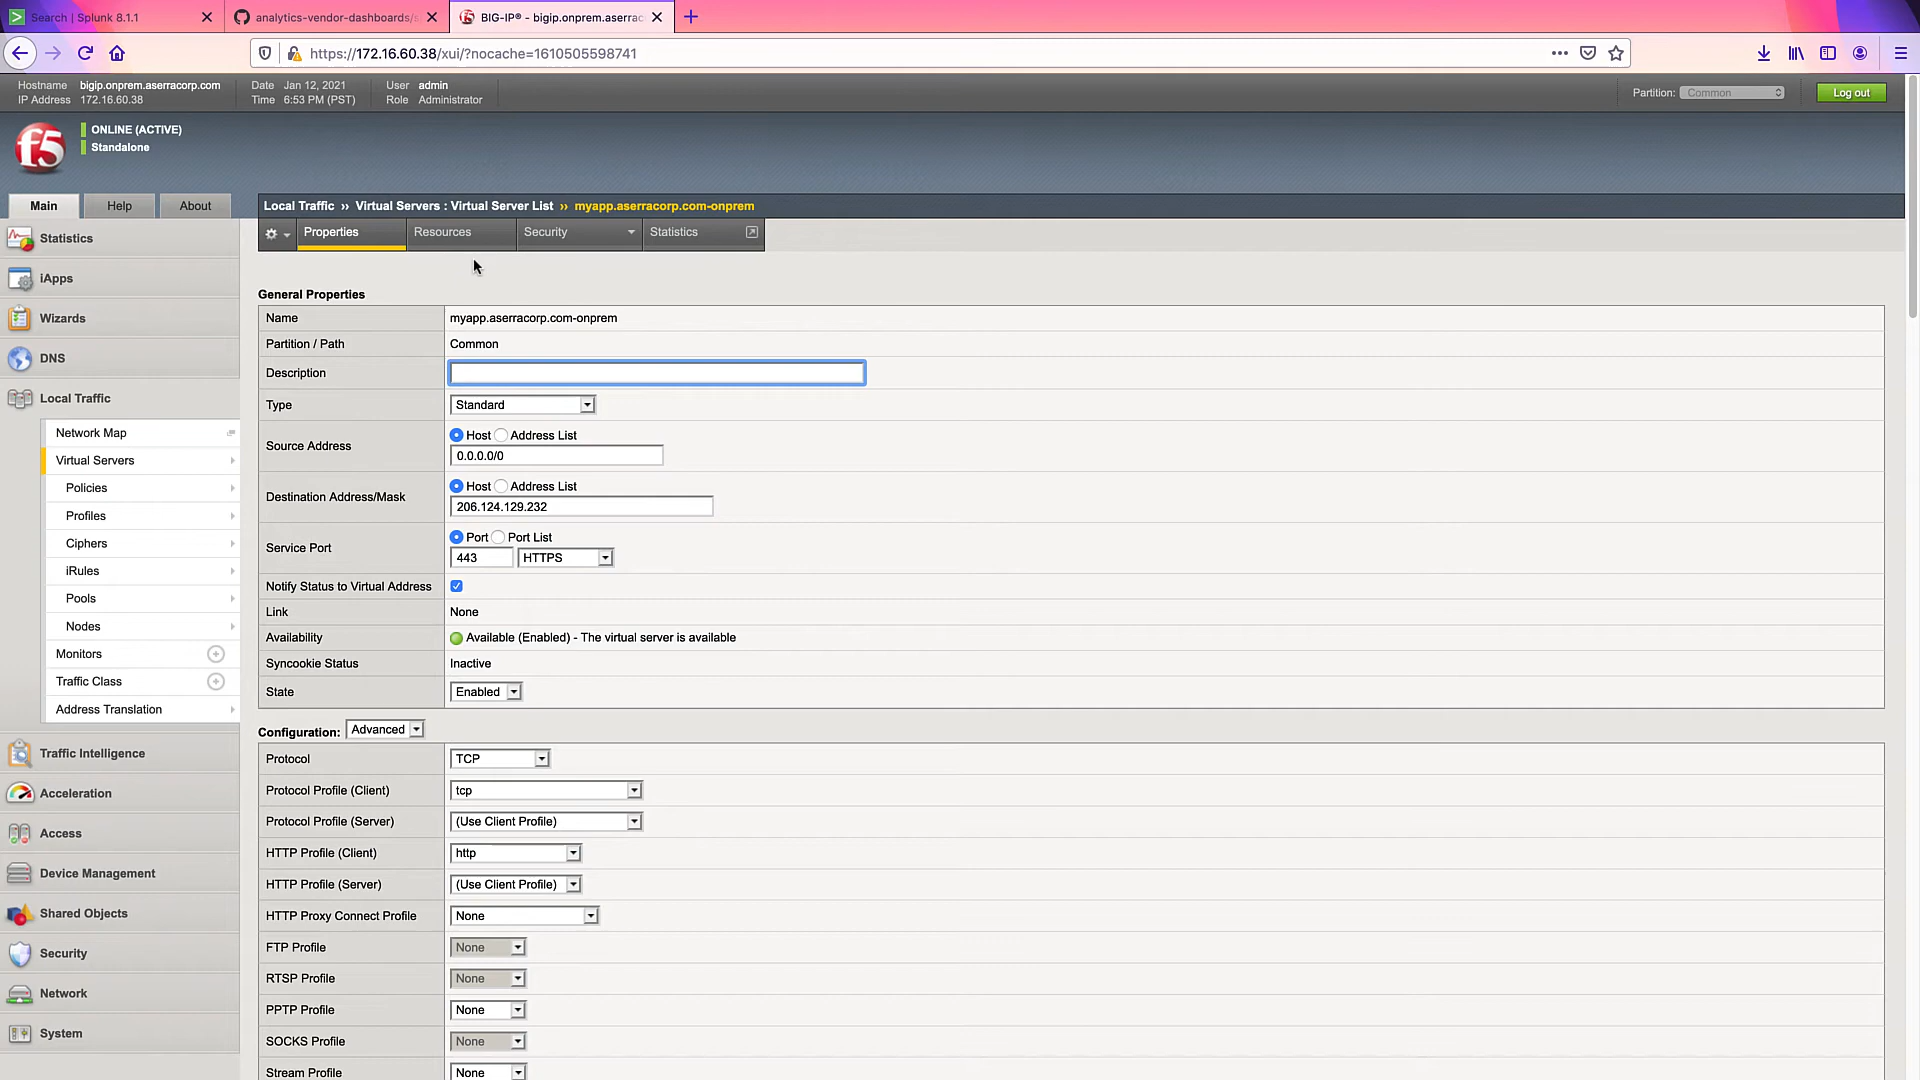 Search | Splunk 8.1.1
analytics-vendor-dashboards/s
BIG-IP® - bigip.onprem.aserrac
https://172.16.60.38/xui/?nocache=1610505598741
Hostname bigip.onprem.aserracorp.com
IP Address 172.16.60.38
Date Jan 12, 2021
Time 6:53 PM (PST)
User admin
Role Administrator
Partition: Common
Log out
f5
ONLINE (ACTIVE)
Standalone
Main Help About
Local Traffic ›› Virtual Servers : Virtual Server List ›› myapp.aserracorp.com-onprem
Properties Resources Security Statistics
Statistics
iApps
Wizards
DNS
Local Traffic
Network Map
Virtual Servers
Policies
Profiles
Ciphers
iRules
Pools
Nodes
Monitors
Traffic Class
Address Translation
Traffic Intelligence
Acceleration
Access
Device Management
Shared Objects
Security
Network
System
General Properties
Name myapp.aserracorp.com-onprem
Partition / Path Common
Description
Type Standard
Source Address Host Address List
0.0.0.0/0
Destination Address/Mask Host Address List
206.124.129.232
Service Port Port Port List
443 HTTPS
Notify Status to Virtual Address
Link None
Availability Available (Enabled) - The virtual server is available
Syncookie Status Inactive
State Enabled
Configuration: Advanced
Protocol TCP
Protocol Profile (Client) tcp
Protocol Profile (Server) (Use Client Profile)
HTTP Profile (Client) http
HTTP Profile (Server) (Use Client Profile)
HTTP Proxy Connect Profile None
FTP Profile None
RTSP Profile None
PPTP Profile None
SOCKS Profile None
Stream Profile None